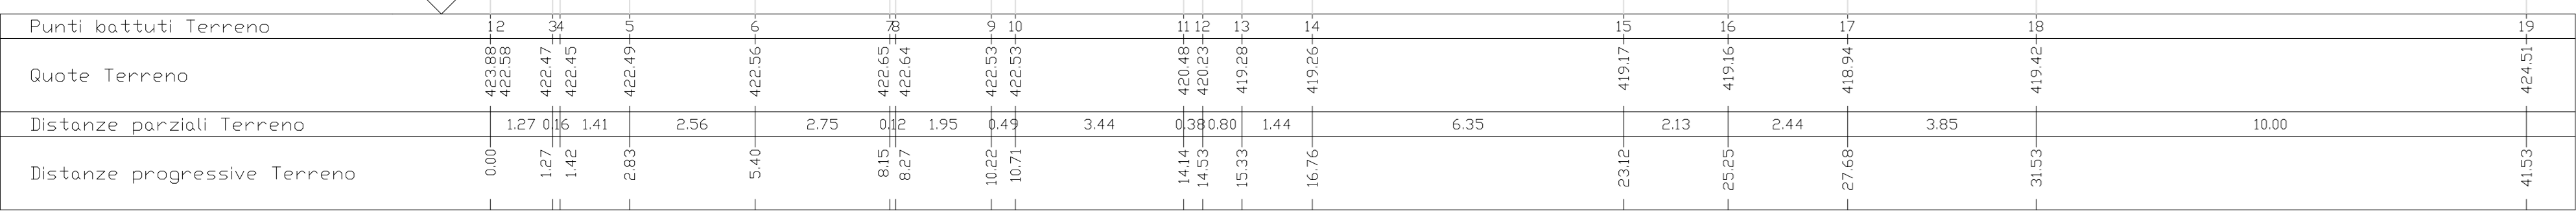 Punti battuti Terreno 1 2 3 4 5 6 7 8 9 10 11 12 13 14 15 16 17 18 19
Quote Terreno 423.88 422.58 422.47 422.45 422.49 422.56 422.65 422.64 422.53 422.53 420.48 420.23 419.28 419.26 419.17 419.16 418.94 419.42 424.51
Distanze parziali Terreno 1.27 0.16 1.41 2.56 2.75 0.12 1.95 0.49 3.44 0.38 0.80 1.44 6.35 2.13 2.44 3.85 10.00
Distanze progressive Terreno 0.00 1.27 1.42 2.83 5.40 8.15 8.27 10.22 10.71 14.14 14.53 15.33 16.76 23.12 25.25 27.68 31.53 41.53